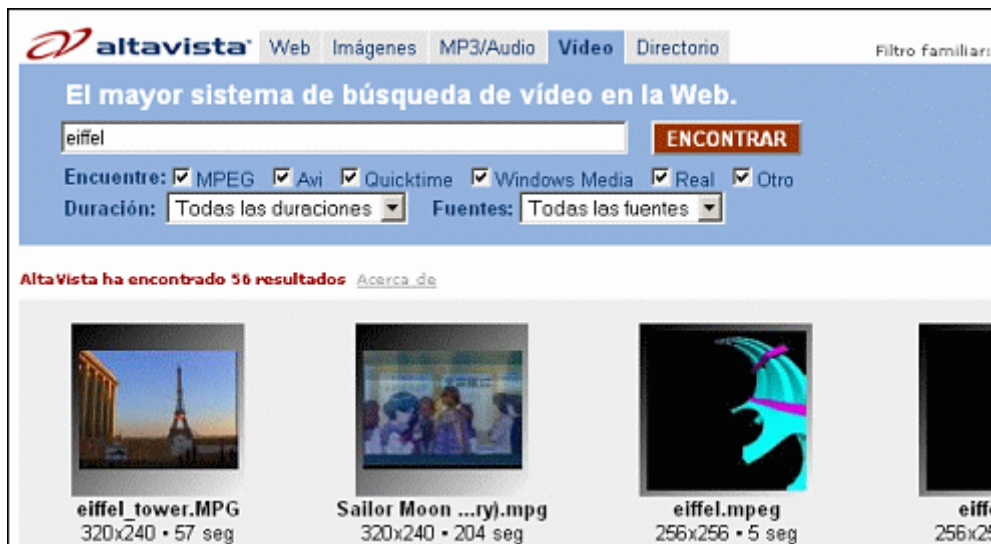 altavista Web Imágenes MP3/Audio Vídeo Directorio Filtro familiar:
El mayor sistema de búsqueda de vídeo en la Web.
eiffel ENCONTRAR
Encuentre: MPEG Avi Quicktime Windows Media Real Otro
Duración: Todas las duraciones Fuentes: Todas las fuentes
AltaVista ha encontrado 56 resultados Acerca de
eiffel_tower.MPG Sailor Moon ...ry).mpg eiffel.mpeg eiff
320x240 • 57 seg 320x240 • 204 seg 256x256 • 5 seg 256x25